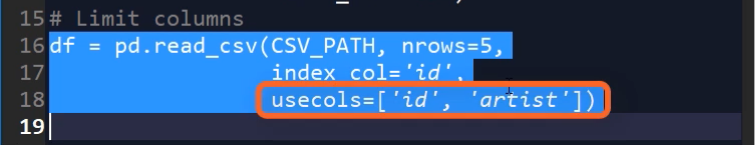 15 # Limit columns
16 df = pd.read_csv(CSV_PATH, nrows=5,
17 index_col='id',
18 usecols=['id', 'artist'])
19